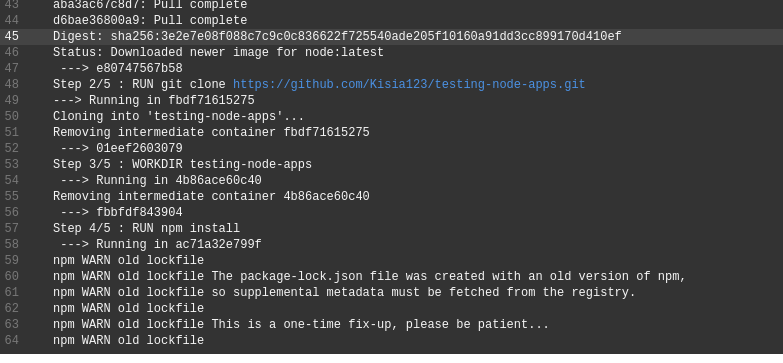 43 aba3ac67c8d7: Pull complete
44 d6bae36800a9: Pull complete
45 Digest: sha256:3e2e7e08f088c7c9c0c836622f725540ade205f10160a91dd3cc899170d410ef
46 Status: Downloaded newer image for node:latest
47 ---> e80747567b58
48 Step 2/5 : RUN git clone https://github.com/Kisia123/testing-node-apps.git
49 ---> Running in fbdf71615275
50 Cloning into 'testing-node-apps'...
51 Removing intermediate container fbdf71615275
52 ---> 01eef2603079
53 Step 3/5 : WORKDIR testing-node-apps
54 ---> Running in 4b86ace60c40
55 Removing intermediate container 4b86ace60c40
56 ---> fbbfdf843904
57 Step 4/5 : RUN npm install
58 ---> Running in ac71a32e799f
59 npm WARN old lockfile
60 npm WARN old lockfile The package-lock.json file was created with an old version of npm,
61 npm WARN old lockfile so supplemental metadata must be fetched from the registry.
62 npm WARN old lockfile
63 npm WARN old lockfile This is a one-time fix-up, please be patient...
64 npm WARN old lockfile